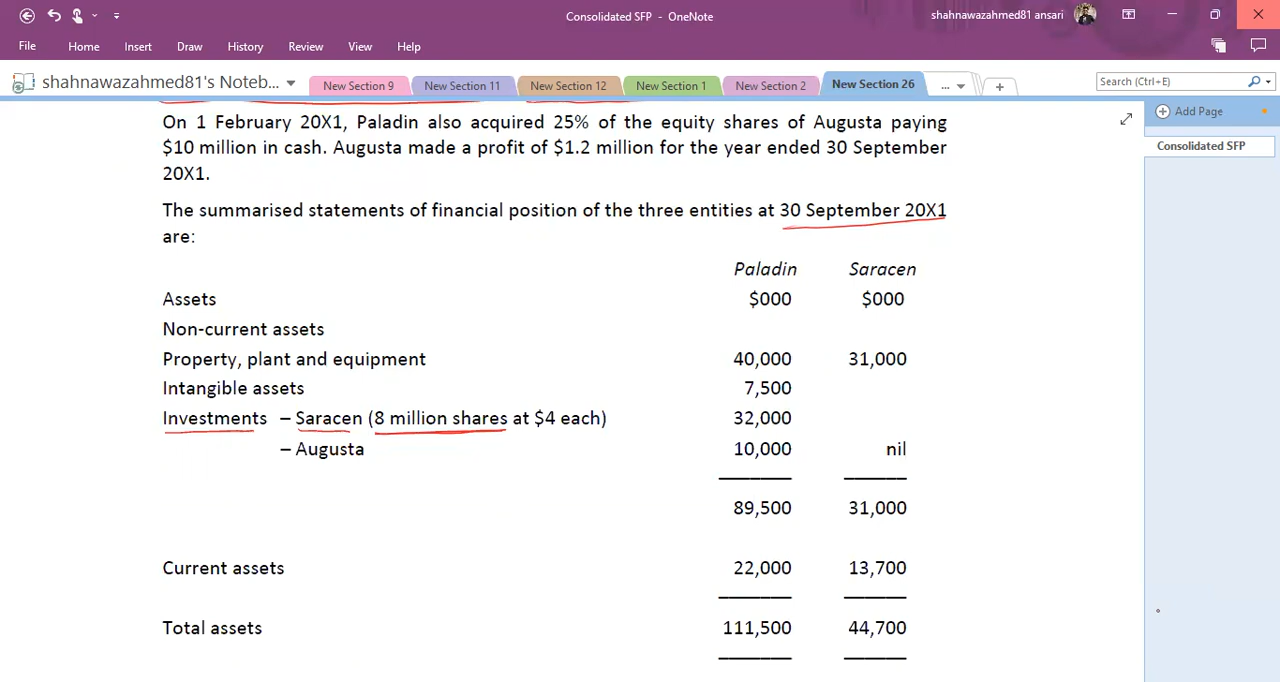 Consolidated SFP - OneNote
shahnawazahmed81 ansari
File Home Insert Draw History Review View Help
shahnawazahmed81's Noteb...
New Section 9 New Section 11 New Section 12 New Section 1 New Section 2 New Section 26 ... +
Search (Ctrl+E)
Add Page
Consolidated SFP
On 1 February 20X1, Paladin also acquired 25% of the equity shares of Augusta paying
$10 million in cash. Augusta made a profit of $1.2 million for the year ended 30 September
20X1.
The summarised statements of financial position of the three entities at 30 September 20X1
are:
Paladin Saracen
Assets $000 $000
Non-current assets
Property, plant and equipment 40,000 31,000
Intangible assets 7,500
Investments – Saracen (8 million shares at $4 each) 32,000
– Augusta 10,000 nil
89,500 31,000
Current assets 22,000 13,700
Total assets 111,500 44,700